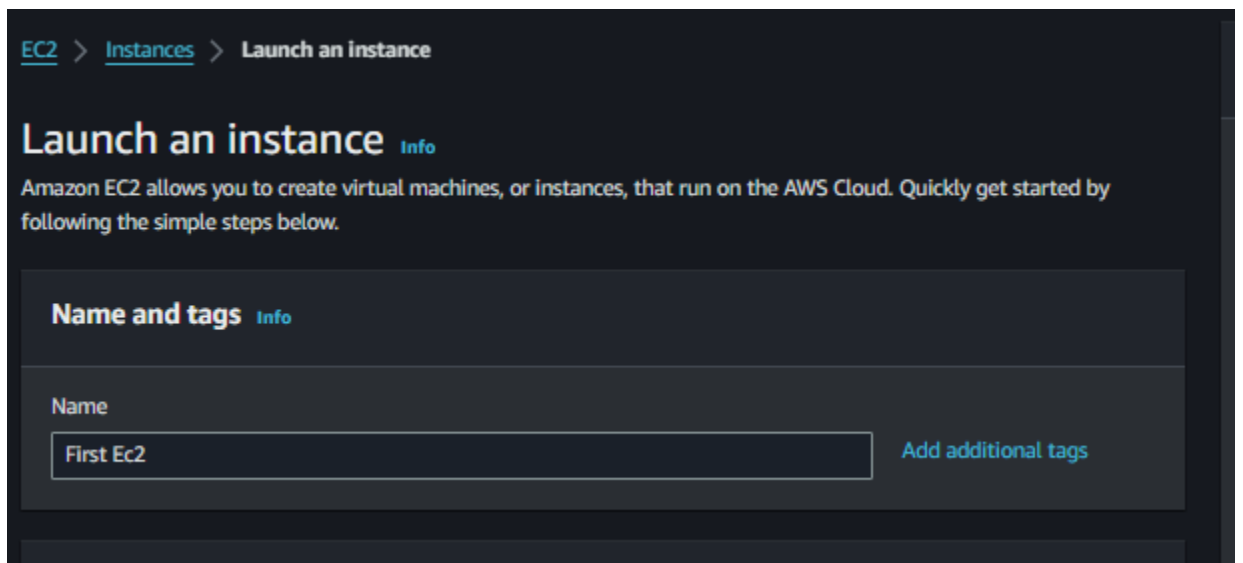 EC2 > Instances > Launch an instance
Launch an instance Info
Amazon EC2 allows you to create virtual machines, or instances, that run on the AWS Cloud. Quickly get started by
following the simple steps below.
Name and tags Info
Name
First Ec2 Add additional tags